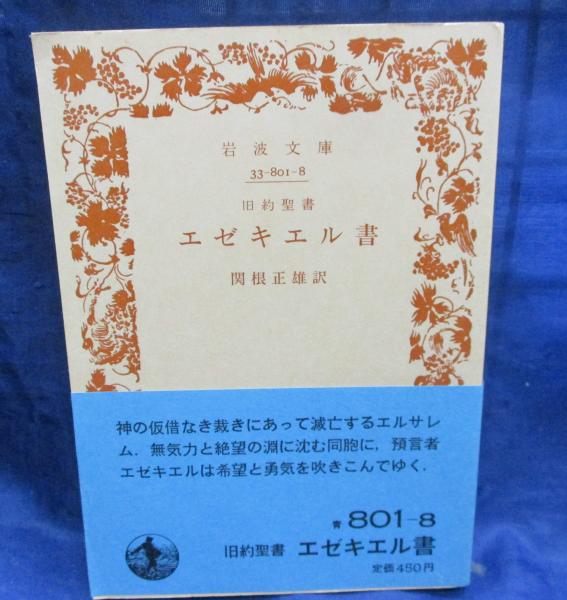 岩波文庫
33-801-8
旧約聖書
エゼキエル書
関根正雄訳
神の仮借なき裁きにあって滅亡するエルサレ
ム．無気力と絶望の淵に沈む同胞に，預言者
エゼキエルは希望と勇気を吹きこんでゆく．
青 801-8
旧約聖書 エゼキエル書
定価450円